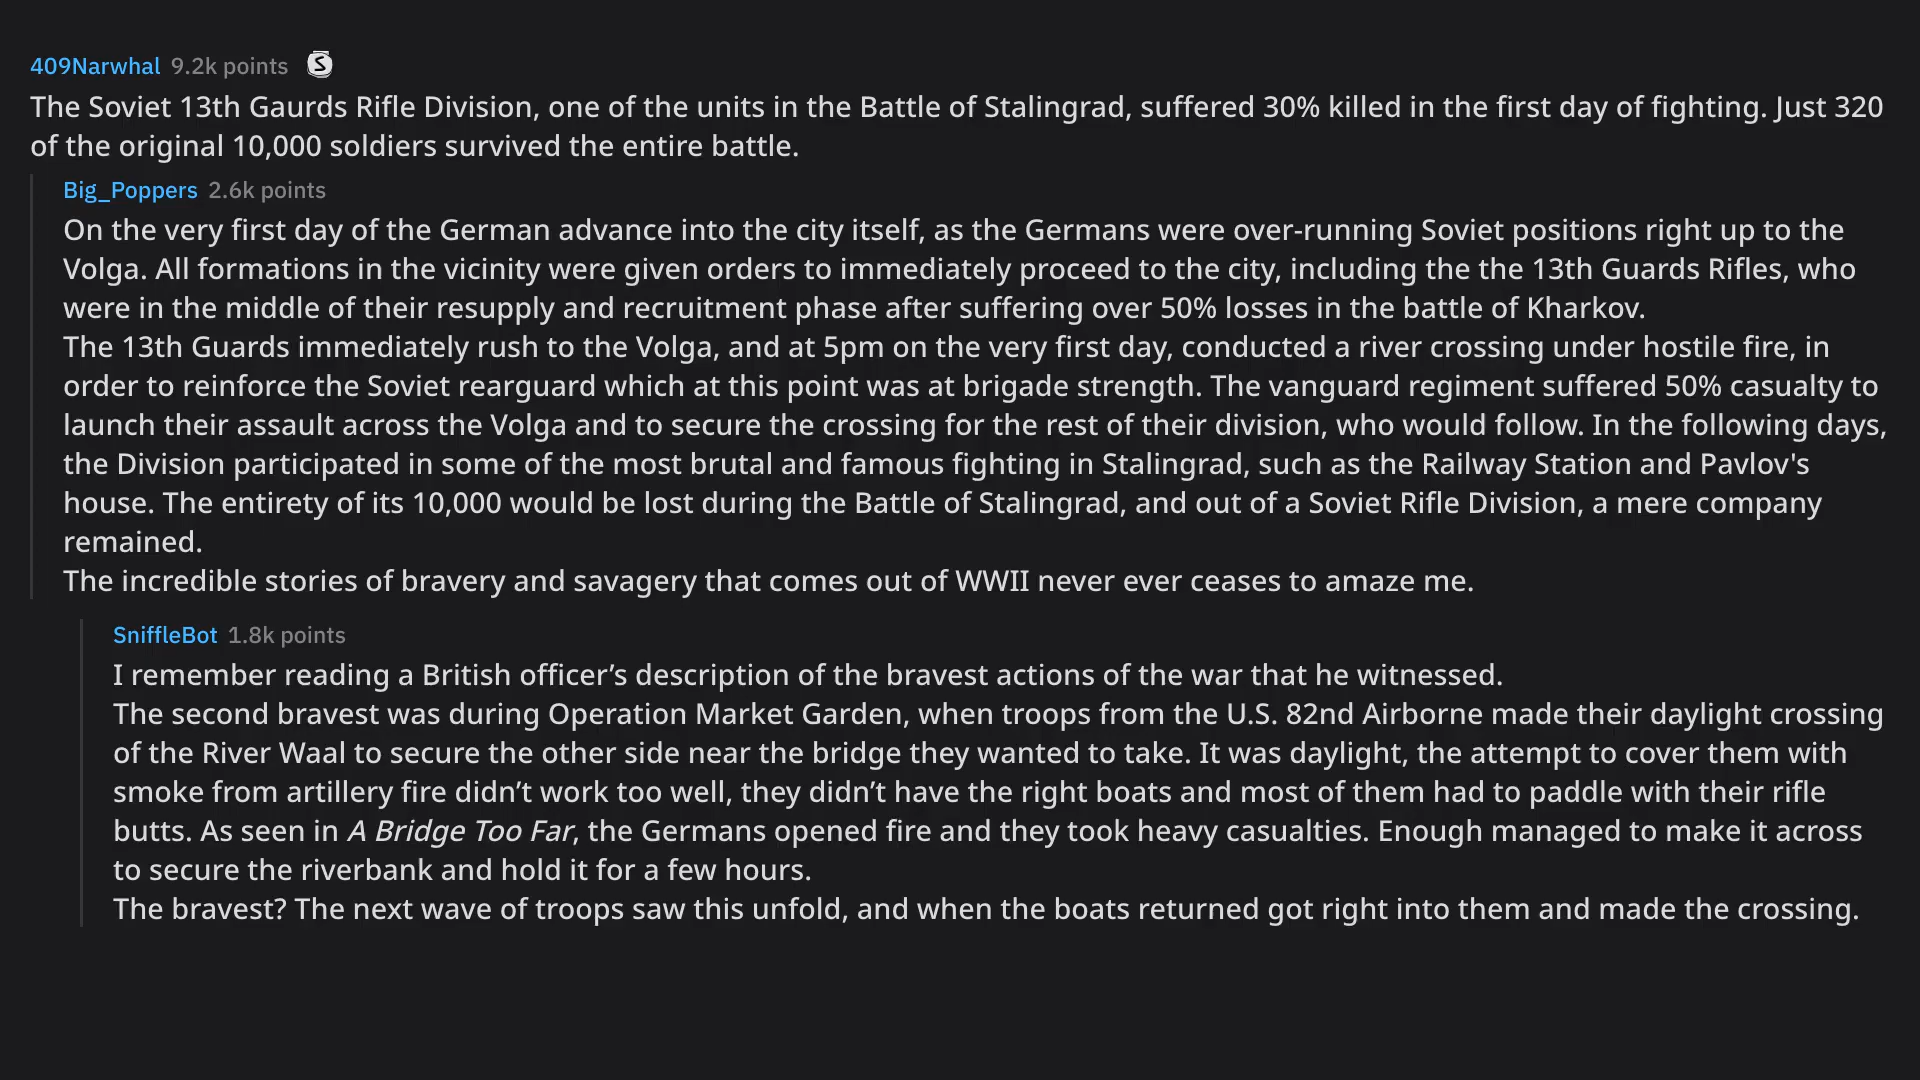 409Narwhal 9.2k points S
The Soviet 13th Gaurds Rifle Division, one of the units in the Battle of Stalingrad, suffered 30% killed in the first day of fighting. Just 320
of the original 10,000 soldiers survived the entire battle.
Big_Poppers 2.6k points
On the very first day of the German advance into the city itself, as the Germans were over-running Soviet positions right up to the
Volga. All formations in the vicinity were given orders to immediately proceed to the city, including the the 13th Guards Rifles, who
were in the middle of their resupply and recruitment phase after suffering over 50% losses in the battle of Kharkov.
The 13th Guards immediately rush to the Volga, and at 5pm on the very first day, conducted a river crossing under hostile fire, in
order to reinforce the Soviet rearguard which at this point was at brigade strength. The vanguard regiment suffered 50% casualty to
launch their assault across the Volga and to secure the crossing for the rest of their division, who would follow. In the following days,
the Division participated in some of the most brutal and famous fighting in Stalingrad, such as the Railway Station and Pavlov's
house. The entirety of its 10,000 would be lost during the Battle of Stalingrad, and out of a Soviet Rifle Division, a mere company
remained.
The incredible stories of bravery and savagery that comes out of WWII never ever ceases to amaze me.
SniffleBot 1.8k points
I remember reading a British officer’s description of the bravest actions of the war that he witnessed.
The second bravest was during Operation Market Garden, when troops from the U.S. 82nd Airborne made their daylight crossing
of the River Waal to secure the other side near the bridge they wanted to take. It was daylight, the attempt to cover them with
smoke from artillery fire didn’t work too well, they didn’t have the right boats and most of them had to paddle with their rifle
butts. As seen in A Bridge Too Far, the Germans opened fire and they took heavy casualties. Enough managed to make it across
to secure the riverbank and hold it for a few hours.
The bravest? The next wave of troops saw this unfold, and when the boats returned got right into them and made the crossing.